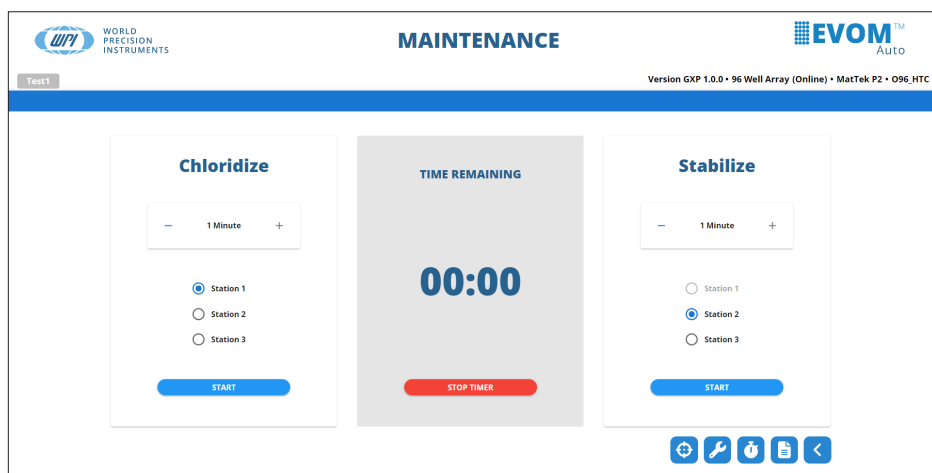 WPI
WORLD
PRECISION
INSTRUMENTS
MAINTENANCE
EVOM™
Auto
Test1
Version GXP 1.0.0 • 96 Well Array (Online) • MatTek P2 • O96_HTC
Chloridize
− 1 Minute +
Station 1
Station 2
Station 3
START
TIME REMAINING
00:00
STOP TIMER
Stabilize
− 1 Minute +
Station 1
Station 2
Station 3
START